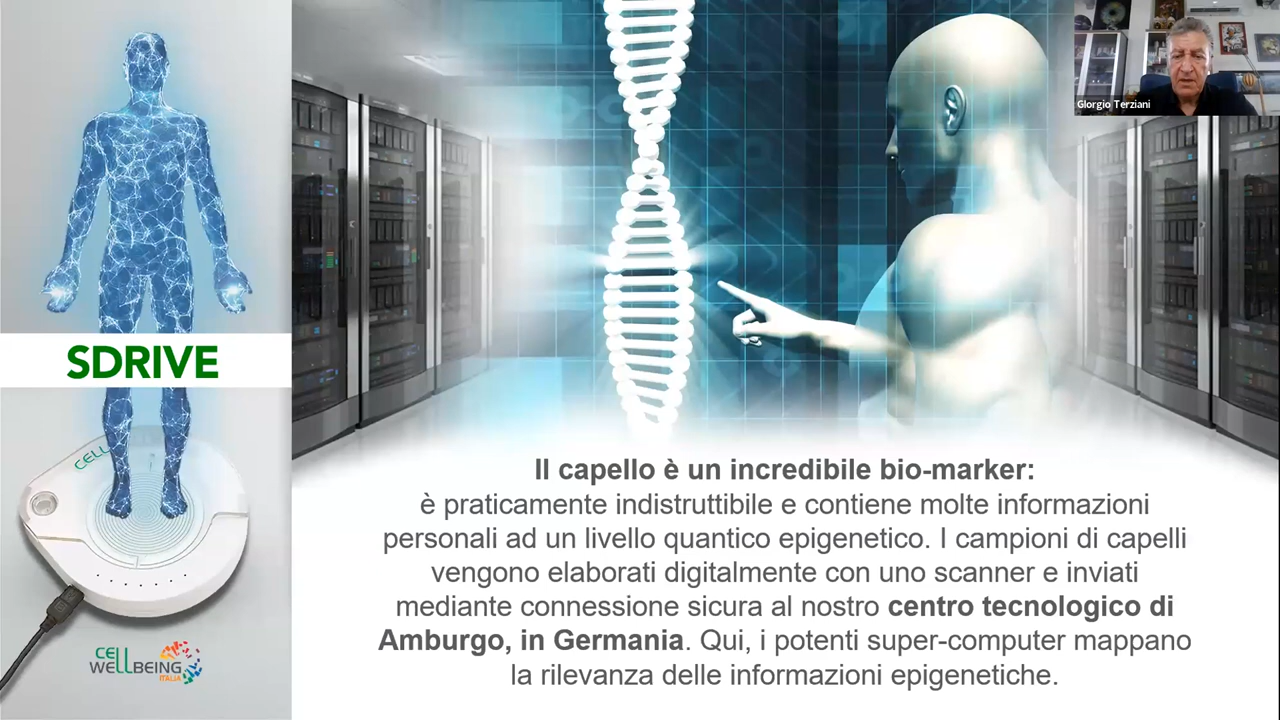 Glorgio Terziani
SDRIVE
CELL
CELL
WELLBEING
ITALIA
Il capello è un incredibile bio-marker:
è praticamente indistruttibile e contiene molte informazioni
personali ad un livello quantico epigenetico. I campioni di capelli
vengono elaborati digitalmente con uno scanner e inviati
mediante connessione sicura al nostro centro tecnologico di
Amburgo, in Germania. Qui, i potenti super-computer mappano
la rilevanza delle informazioni epigenetiche.